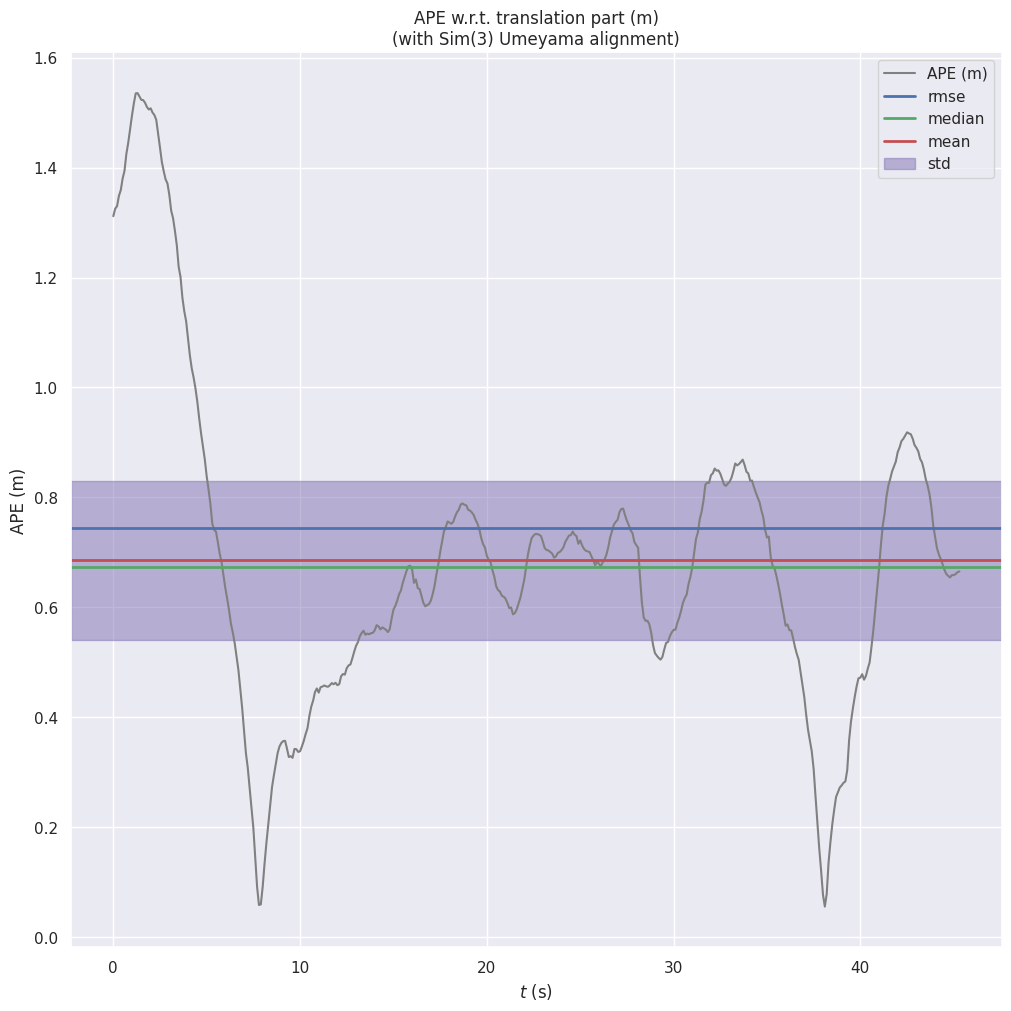 APE w.r.t. translation part (m)
(with Sim(3) Umeyama alignment)
APE (m)
rmse
median
mean
std
APE (m)
1.6
1.4
1.2
1.0
0.8
0.6
0.4
0.2
0.0
0
10
20
30
40
t (s)